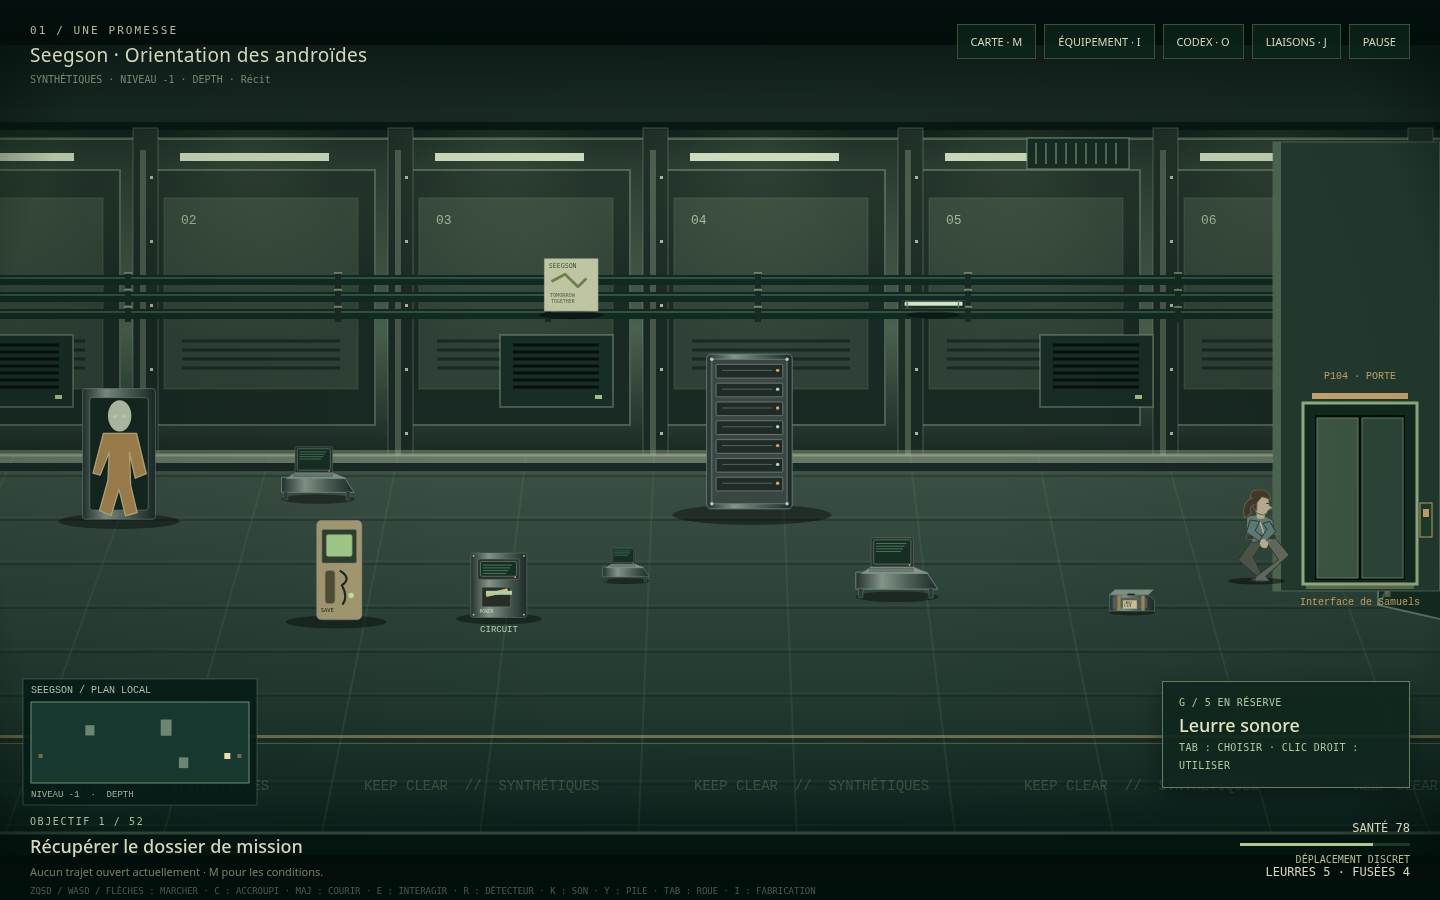 01 / UNE PROMESSE
Seegson · Orientation des androïdes
SYNTHÉTIQUES · NIVEAU -1 · DEPTH · Récit
CARTE · M
ÉQUIPEMENT · I
CODEX · O
LIAISONS · J
PAUSE
02
03
04
05
06
SEEGSON
TOMORROW
TOGETHER
P104 · PORTE
SAVE
POWER
CIRCUIT
Interface de Samuels
SEEGSON / PLAN LOCAL
NIVEAU -1 · DEPTH
G / 5 EN RÉSERVE
Leurre sonore
TAB : CHOISIR · CLIC DROIT :
UTILISER
KEEP CLEAR // SYNTHÉTIQUES
KEEP CLEAR // SYNTHÉTIQUES
KEEP CLEAR //
OBJECTIF 1 / 52
Récupérer le dossier de mission
Aucun trajet ouvert actuellement · M pour les conditions.
ZQSD / WASD / FLÈCHES : MARCHER · C : ACCROUPI · MAJ : COURIR · E : INTERAGIR · R : DÉTECTEUR · K : SON · Y : PILE · TAB : ROUE · I : FABRICATION
SANTÉ 78
DÉPLACEMENT DISCRET
LEURRES 5 · FUSÉES 4